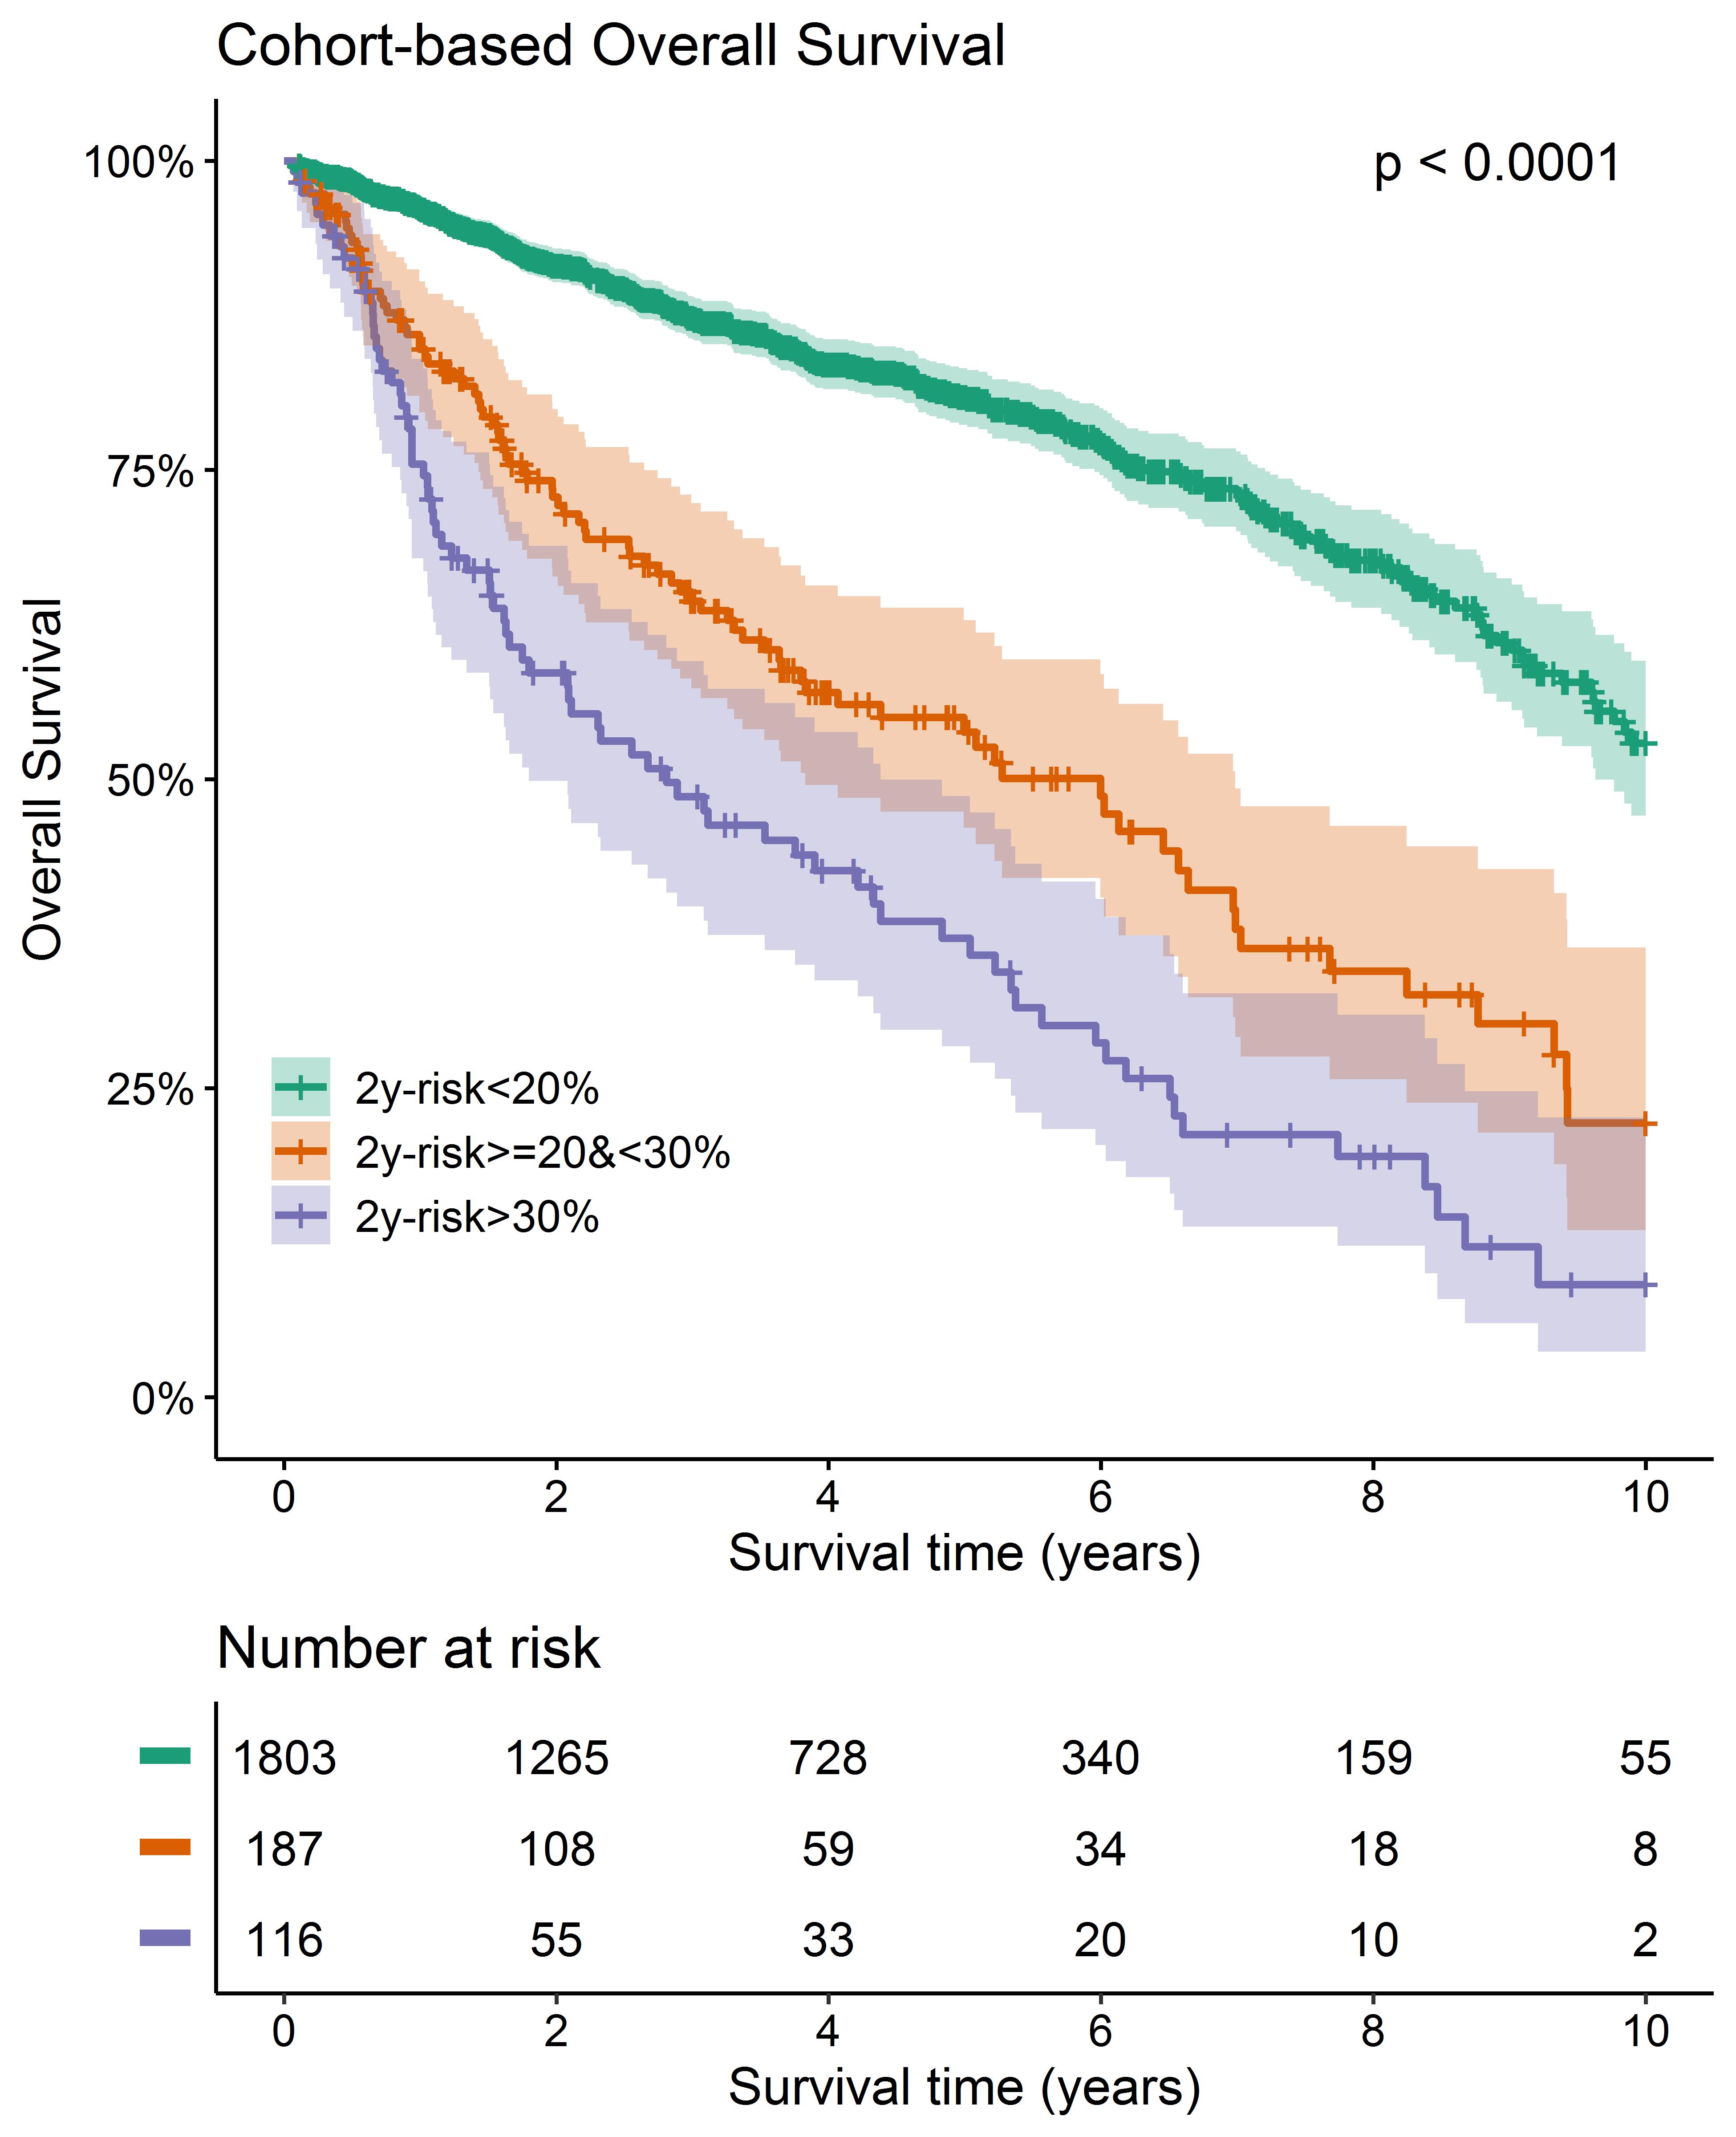 Cohort-based Overall Survival
p < 0.0001
100%
75%
50%
25%
0%
Overall Survival
2y-risk<20%
2y-risk>=20&<30%
2y-risk>30%
0 2 4 6 8 10
Survival time (years)
Number at risk
1803 1265 728 340 159 55
187 108 59 34 18 8
116 55 33 20 10 2
0 2 4 6 8 10
Survival time (years)